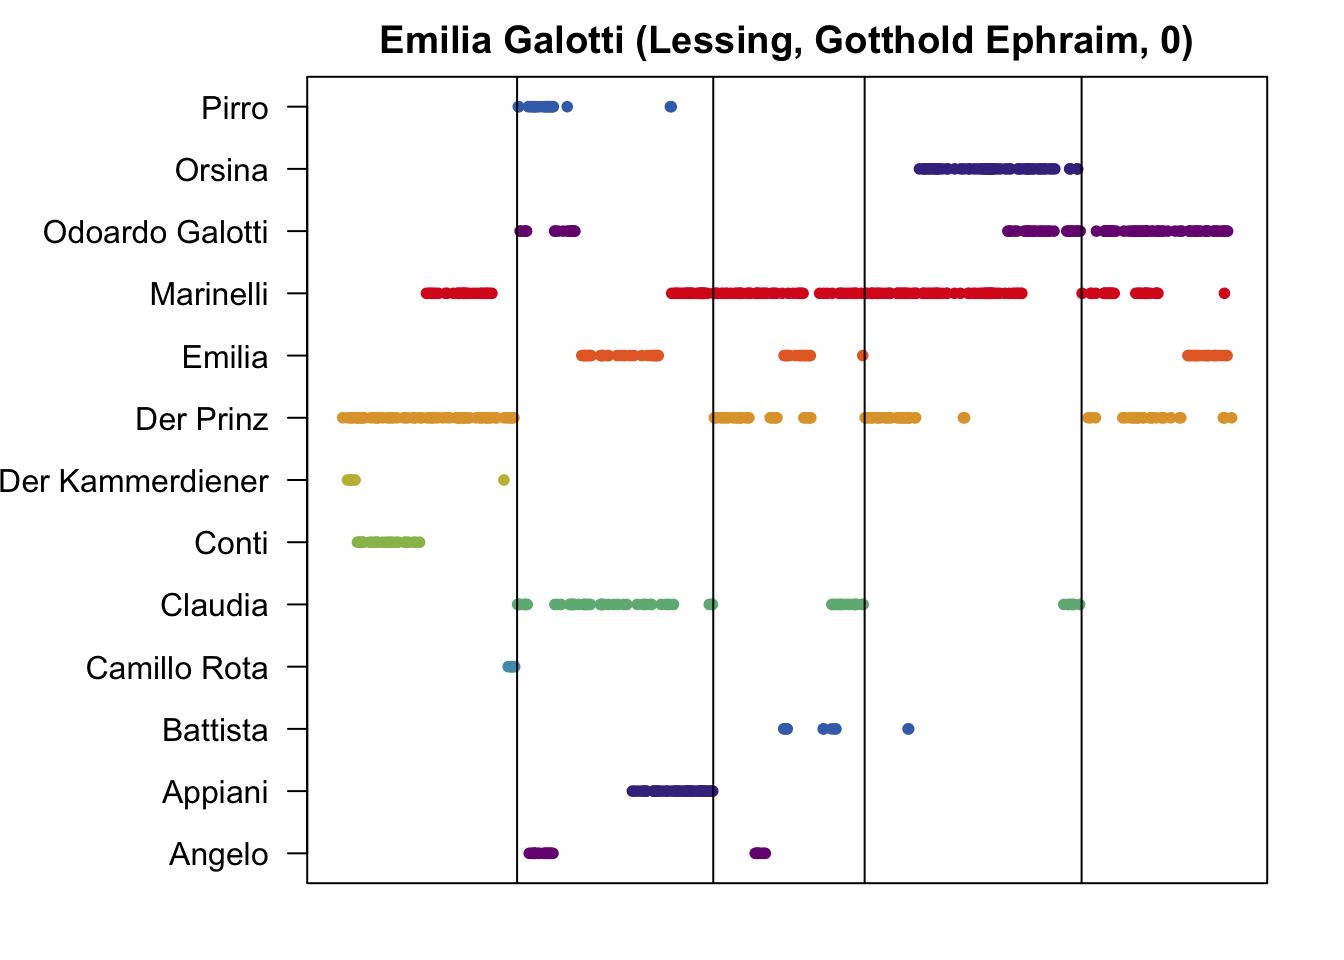 Emilia Galotti (Lessing, Gotthold Ephraim, 0)
Pirro
Orsina
Odoardo Galotti
Marinelli
Emilia
Der Prinz
Der Kammerdiener
Conti
Claudia
Camillo Rota
Battista
Appiani
Angelo